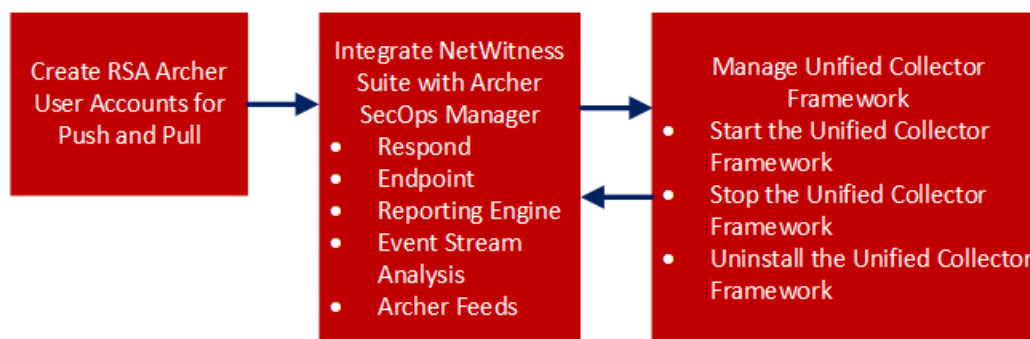 Create RSA Archer
User Accounts for
Push and Pull
Integrate NetWitness
Suite with Archer
SecOps Manager
• Respond
• Endpoint
• Reporting Engine
• Event Stream
Analysis
• Archer Feeds
Manage Unified Collector
Framework
• Start the Unified Collector
Framework
• Stop the Unified Collector
Framework
• Uninstall the Unified Collector
Framework